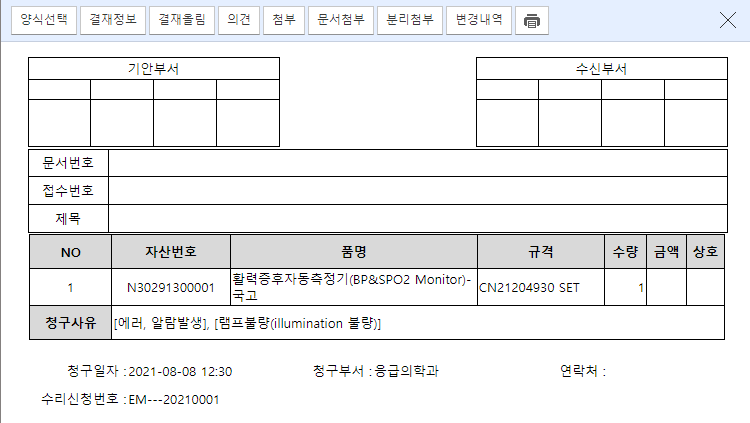 양식선택 결재정보 결재올림 의견 첨부 문서첨부 분리첨부 변경내역
기안부서 수신부서
문서번호
접수번호
제목
NO 자산번호 품명 규격 수량 금액 상호
1 N30291300001 활력증후자동측정기(BP&SPO2 Monitor)- CN21204930 SET 1
국고
청구사유 [에러, 알람발생], [램프불량(illumination 불량)]
청구일자 : 2021-08-08 12:30 청구부서 : 응급의학과 연락처 :
수리신청번호 : EM---20210001